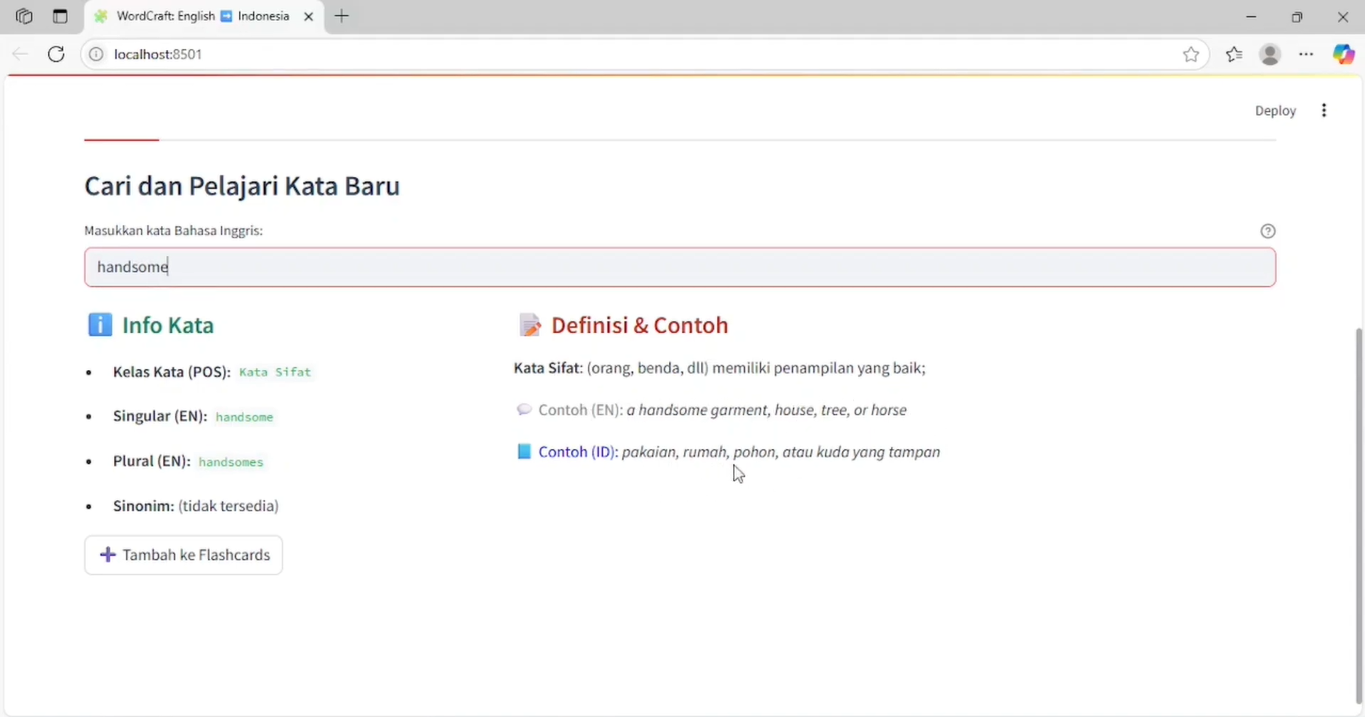 WordCraft: English ➡️ Indonesia
localhost:8501
Deploy
Cari dan Pelajari Kata Baru
Masukkan kata Bahasa Inggris:
handsome
Info Kata
Kelas Kata (POS): Kata Sifat
Singular (EN): handsome
Plural (EN): handsomes
Sinonim: (tidak tersedia)
Tambah ke Flashcards
Definisi & Contoh
Kata Sifat: (orang, benda, dll) memiliki penampilan yang baik;
Contoh (EN): a handsome garment, house, tree, or horse
Contoh (ID): pakaian, rumah, pohon, atau kuda yang tampan